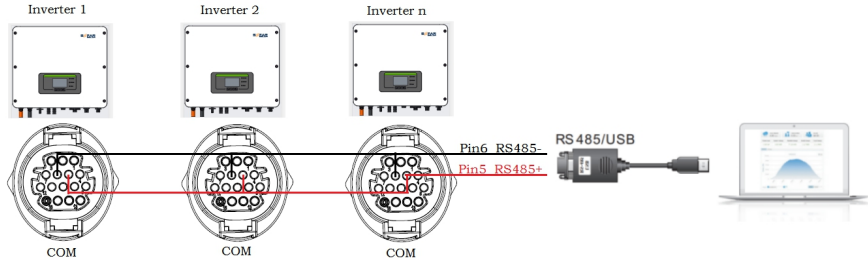 Inverter 1
Inverter 2
Inverter n
Pin6 RS485-
Pin5 RS485+
RS485/USB
COM
COM
COM